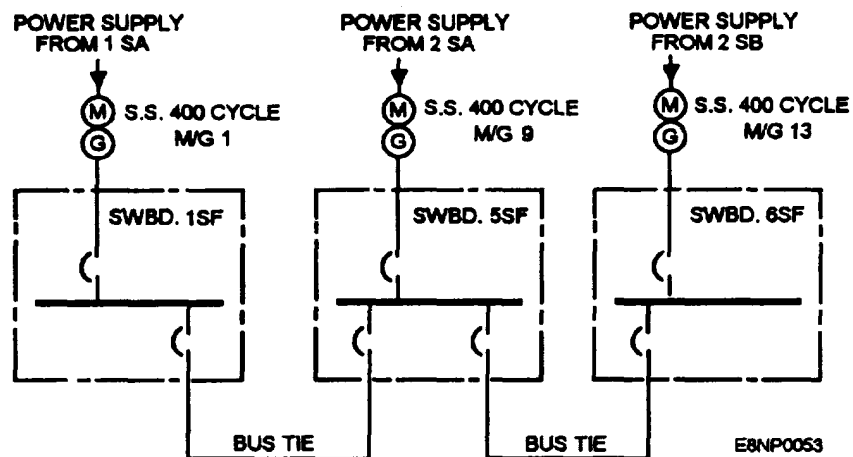 POWER SUPPLY
FROM 1 SA
POWER SUPPLY
FROM 2 SA
POWER SUPPLY
FROM 2 SB
M
G
S.S. 400 CYCLE
M/G 1
M
G
S.S. 400 CYCLE
M/G 9
M
G
S.S. 400 CYCLE
M/G 13
SWBD. 1SF
SWBD. 5SF
SWBD. 6SF
BUS TIE
BUS TIE
E8NP0053